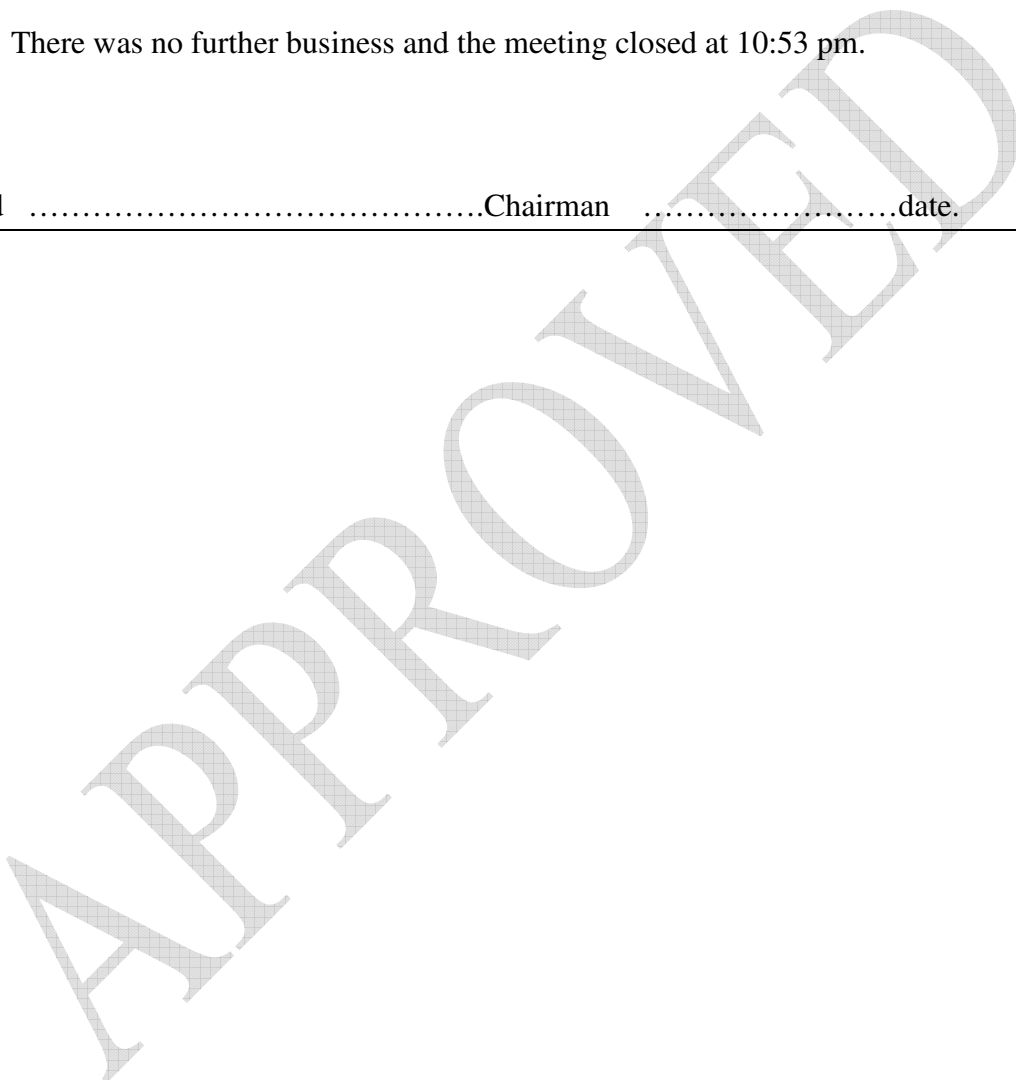 There was no further business and the meeting closed at 10:53 pm.
…………………………………….Chairman ……………………date.
APPROVED